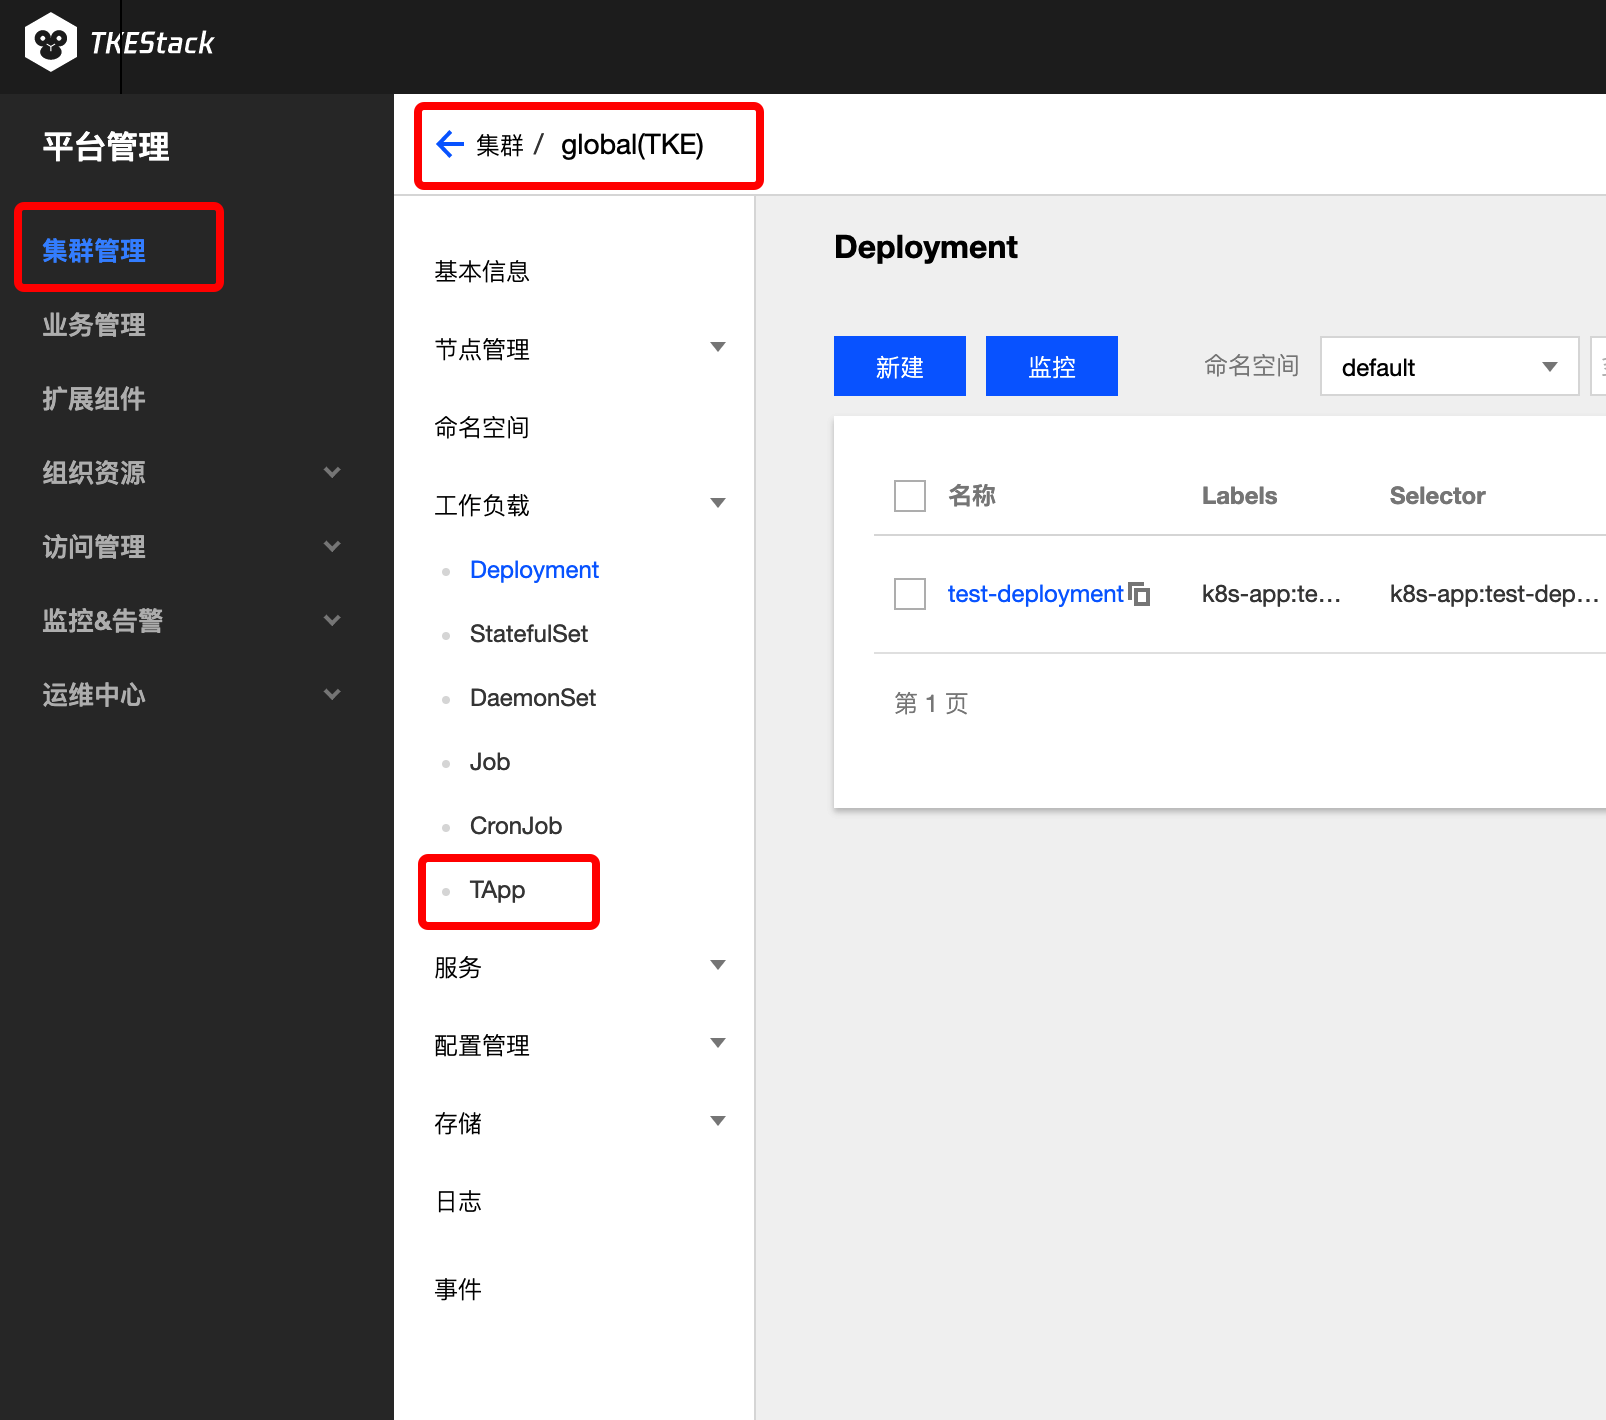 TKEStack
平台管理
集群管理
业务管理
扩展组件
组织资源
访问管理
监控&告警
运维中心
集群 / global(TKE)
基本信息
节点管理
命名空间
工作负载
Deployment
StatefulSet
DaemonSet
Job
CronJob
TApp
服务
配置管理
存储
日志
事件
Deployment
新建 监控 命名空间 default
名称 Labels Selector
test-deployment k8s-app:te... k8s-app:test-dep...
第 1 页